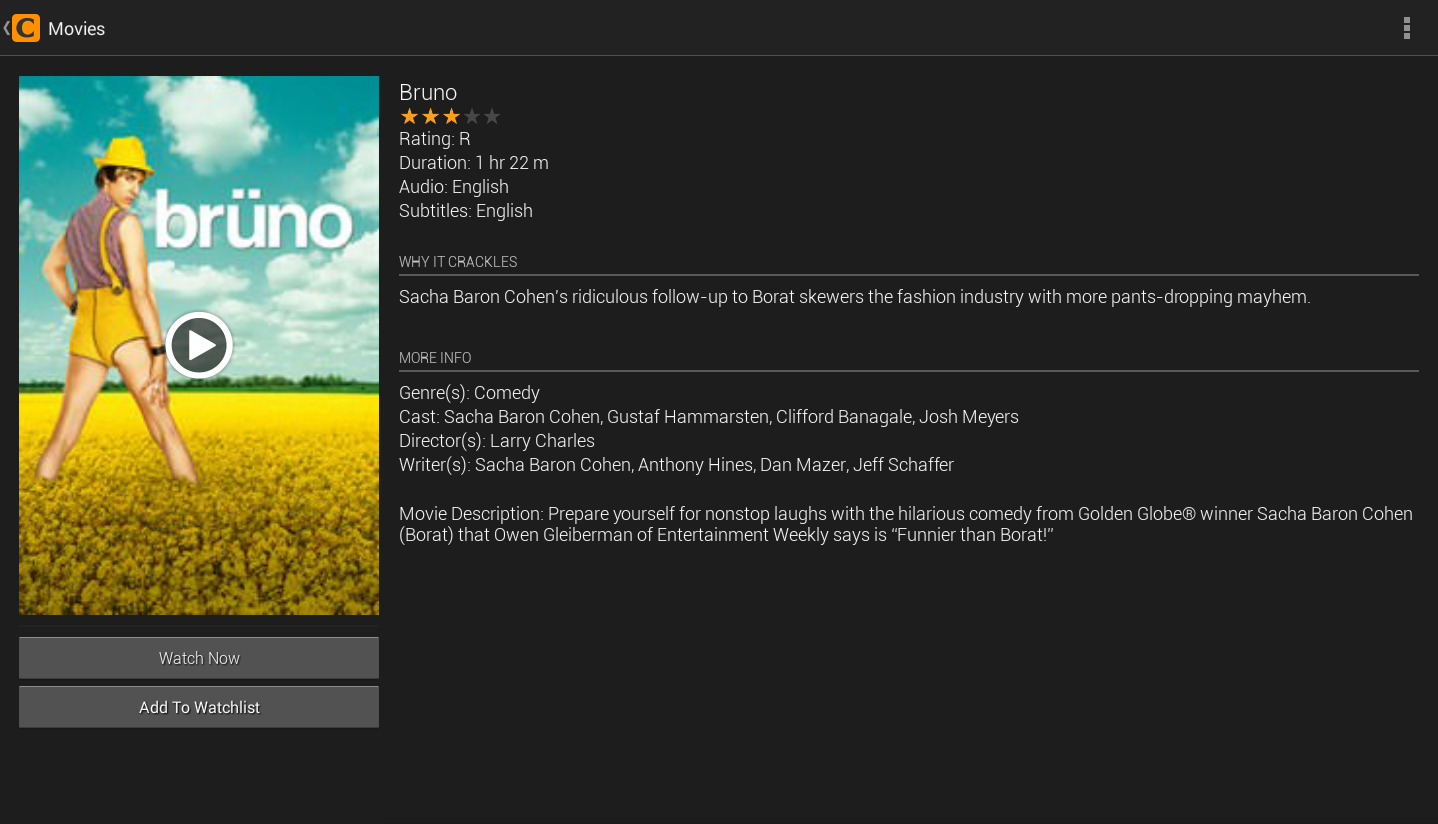 C Movies
brüno
Bruno
Rating: R
Duration: 1 hr 22 m
Audio: English
Subtitles: English
WHY IT CRACKLES
Sacha Baron Cohen's ridiculous follow-up to Borat skewers the fashion industry with more pants-dropping mayhem.
MORE INFO
Genre(s): Comedy
Cast: Sacha Baron Cohen, Gustaf Hammarsten, Clifford Banagale, Josh Meyers
Director(s): Larry Charles
Writer(s): Sacha Baron Cohen, Anthony Hines, Dan Mazer, Jeff Schaffer
Movie Description: Prepare yourself for nonstop laughs with the hilarious comedy from Golden Globe® winner Sacha Baron Cohen
(Borat) that Owen Gleiberman of Entertainment Weekly says is “Funnier than Borat!”
Watch Now
Add To Watchlist